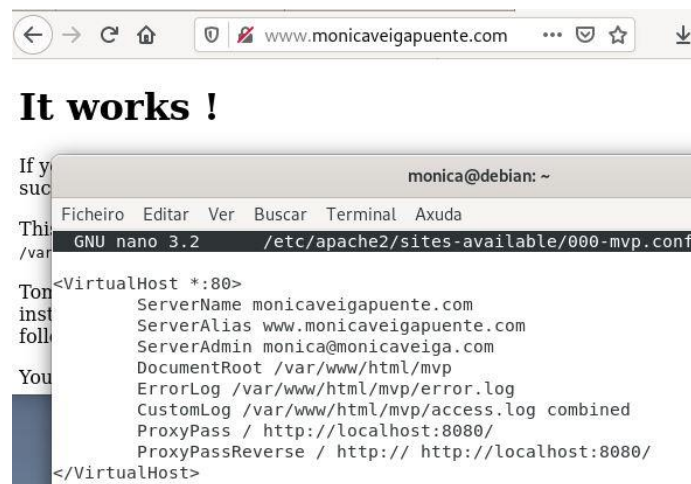 www.monicaveigapuente.com
It works !
If y
suc
This
/var
Tom
inst
foll
You
monica@debian: ~
Ficheiro Editar Ver Buscar Terminal Axuda
GNU nano 3.2 /etc/apache2/sites-available/000-mvp.conf
<VirtualHost *:80>
ServerName monicaveigapuente.com
ServerAlias www.monicaveigapuente.com
ServerAdmin monica@monicaveiga.com
DocumentRoot /var/www/html/mvp
ErrorLog /var/www/html/mvp/error.log
CustomLog /var/www/html/mvp/access.log combined
ProxyPass / http://localhost:8080/
ProxyPassReverse / http:// http://localhost:8080/
</VirtualHost>